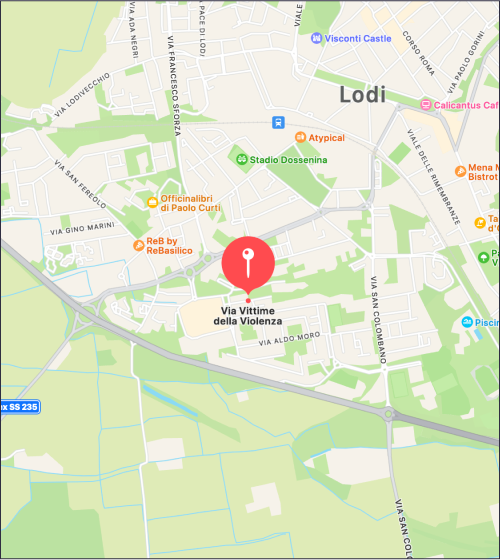 VIA ADA NEGRI
PACE DI LODI
VIALE
Visconti Castle
CORSO ROMA
VIA PAOLO GORINI
VIA LODIVECCHIO
VIA FRANCESCO SFORZA
Lodi
Calicantus Caf
Atypical
VIALE DELLE RIMEMBRANZE
Stadio Dossenina
Mena M
Bistrot
VIA SAN FEREOLO
Officinalibri
di Paolo Curti
Ta
d'O
VIA GINO MARINI
ReB by
ReBasilico
Pa
V
VIA SAN COLOMBANO
Via Vittime
della Violenza
Piscin
VIA ALDO MORO
ex SS 235
VIA SAN CO